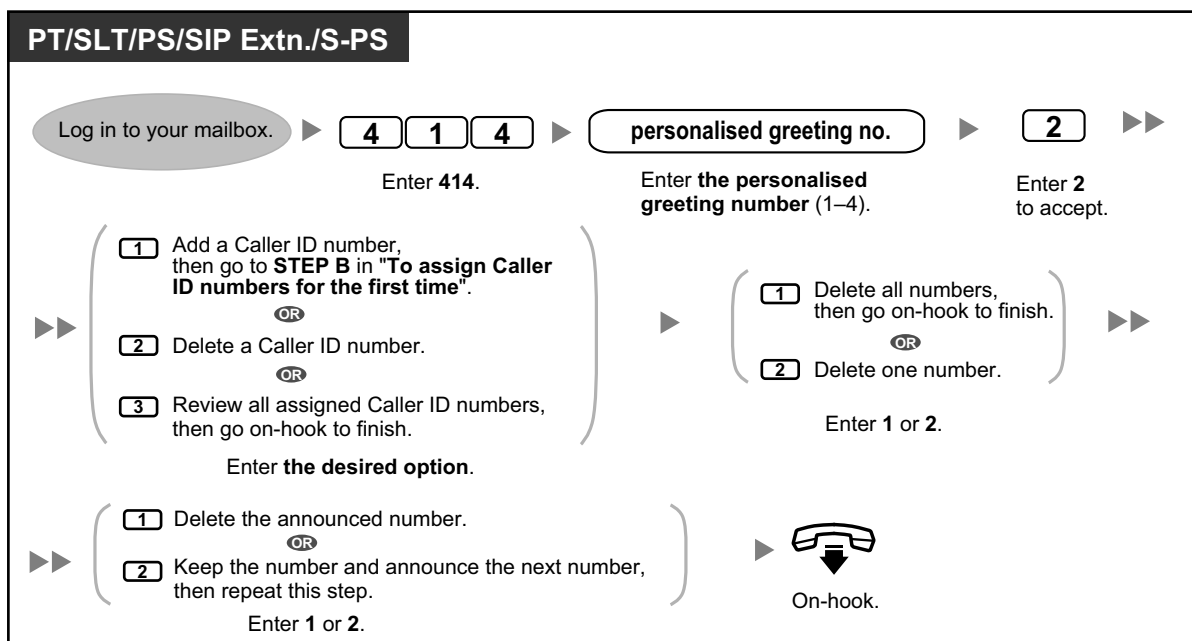 PT/SLT/PS/SIP Extn./S-PS
Log in to your mailbox.
4 1 4
personalised greeting no.
2
Enter 414.
Enter the personalised
greeting number (1–4).
Enter 2
to accept.
1 Add a Caller ID number,
then go to STEP B in "To assign Caller
ID numbers for the first time".
OR
2 Delete a Caller ID number.
OR
3 Review all assigned Caller ID numbers,
then go on-hook to finish.
Enter the desired option.
1 Delete all numbers,
then go on-hook to finish.
OR
2 Delete one number.
Enter 1 or 2.
1 Delete the announced number.
OR
2 Keep the number and announce the next number,
then repeat this step.
Enter 1 or 2.
On-hook.